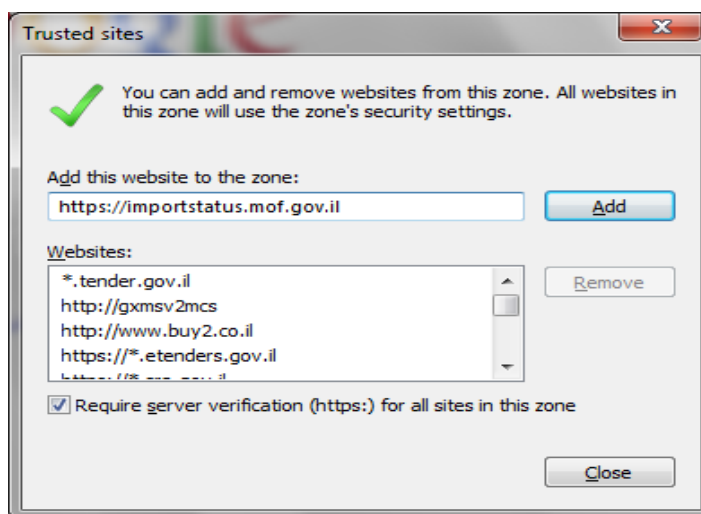 Trusted sites
You can add and remove websites from this zone. All websites in
this zone will use the zone's security settings.
Add this website to the zone:
https://importstatus.mof.gov.il
Add
Websites:
*.tender.gov.il
http://gxmsv2mcs
http://www.buy2.co.il
https://*.etenders.gov.il
Remove
Require server verification (https:) for all sites in this zone
Close